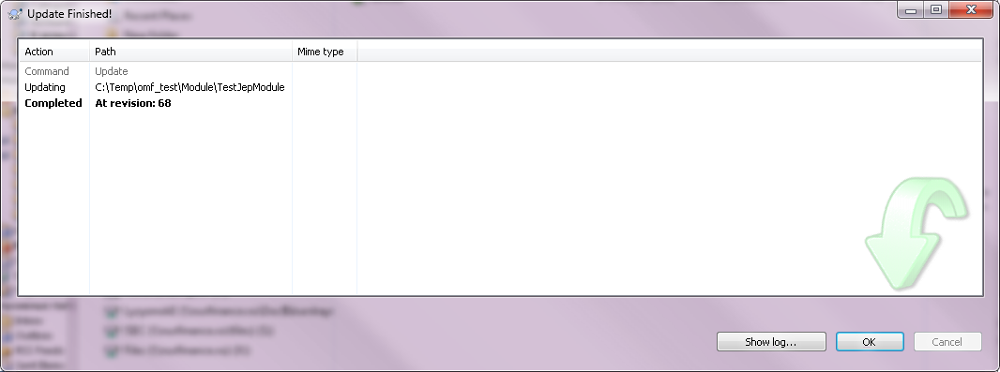 Update Finished!
Action Path Mime type
Command Update
Updating C:\Temp\omf_test\Module\TestJepModule
Completed At revision: 68
Show log... OK Cancel